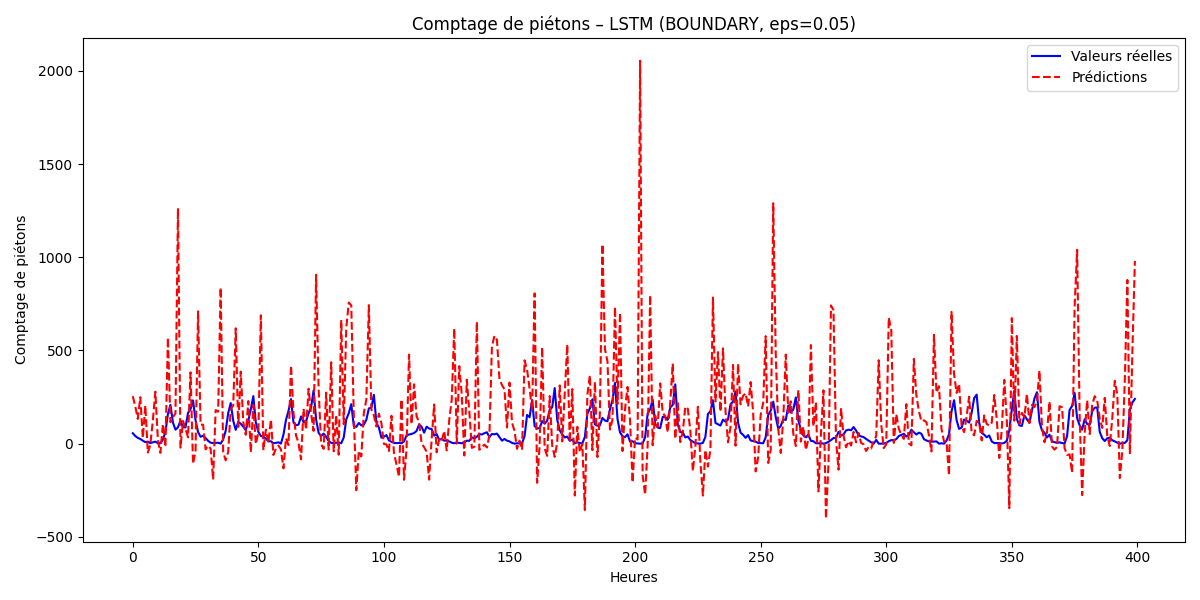 Comptage de piétons – LSTM (BOUNDARY, eps=0.05)
Valeurs réelles
Prédictions
Comptage de piétons
2000
1500
1000
500
0
−500
0 50 100 150 200 250 300 350 400
Heures